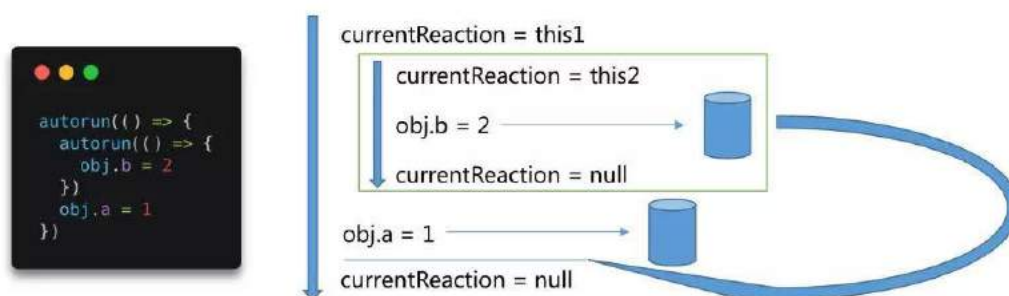 autorun(() => {
autorun(() => {
obj.b = 2
})
obj.a = 1
})
currentReaction = this1
currentReaction = this2
obj.b = 2
currentReaction = null
obj.a = 1
currentReaction = null